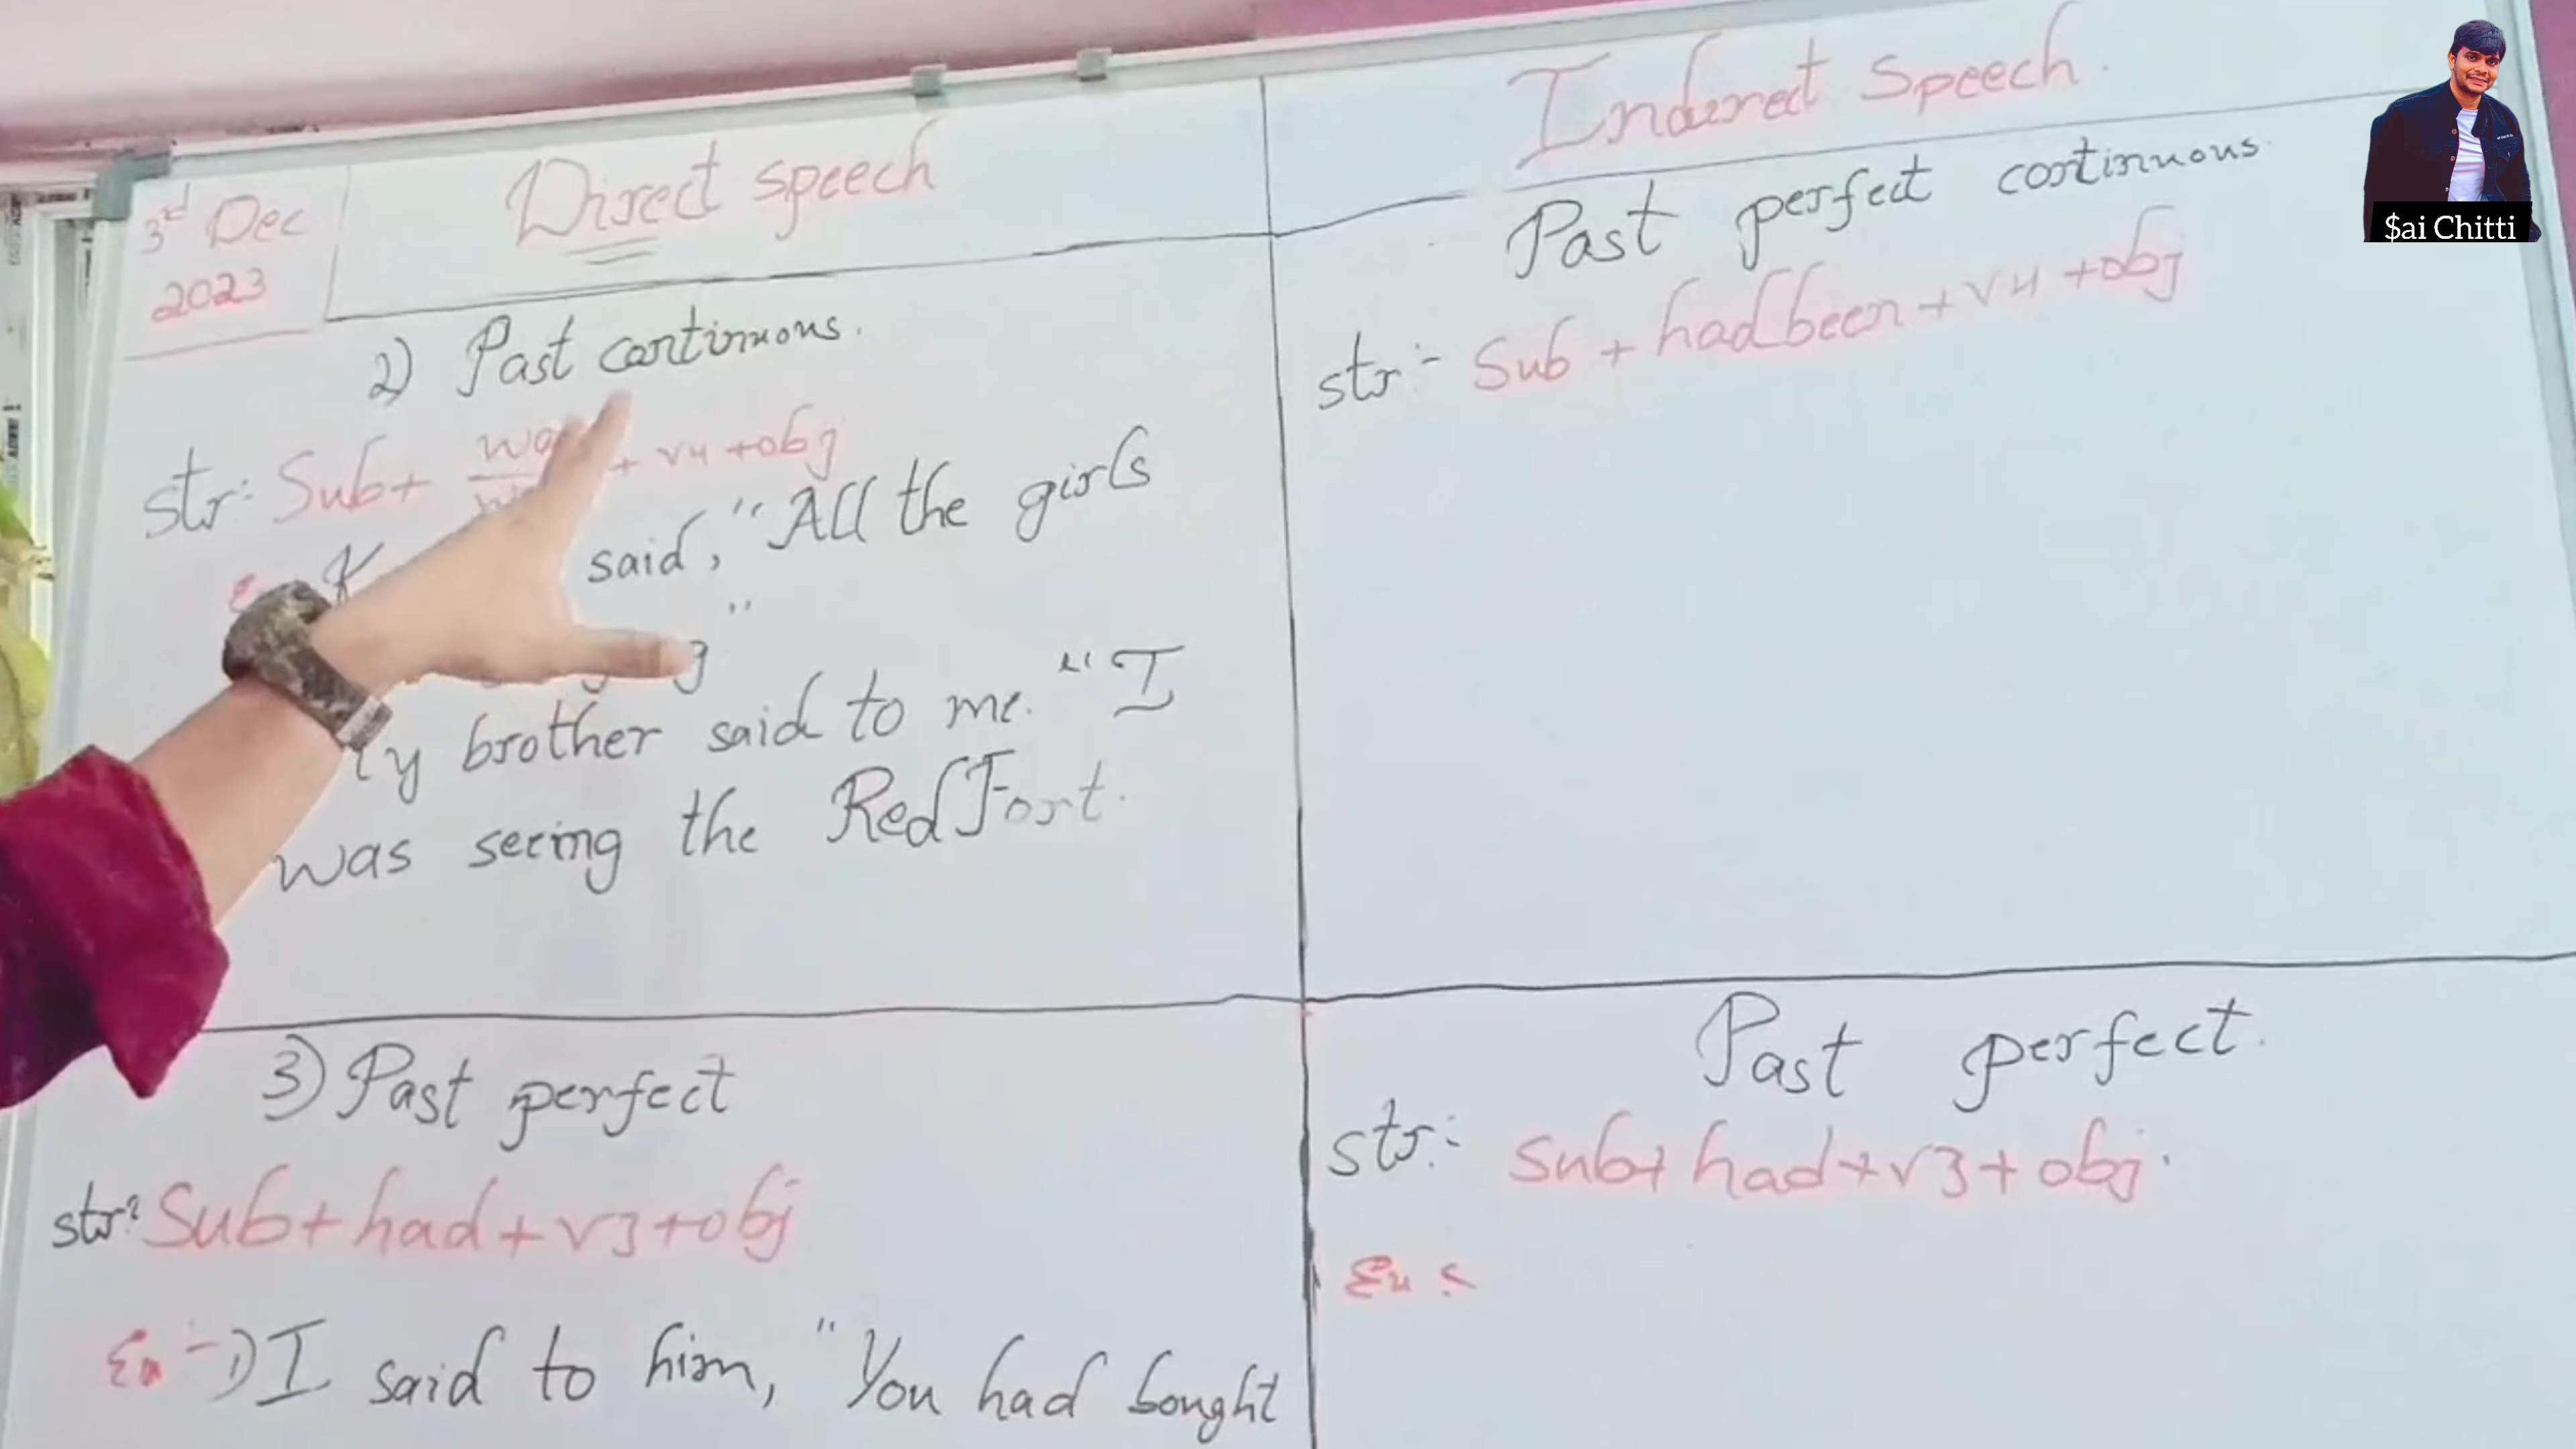 3rd Dec
2023
Direct speech
2) Past continuous.
str: Sub+ + v4 +obj
said, "All the girls
"
brother said to me. "I
was seeing the Red Fort.
3) Past perfect
str: Sub+had+v3+obj
Ex :- 1) I said to him, "You had bought
Indirect Speech.
Past perfect continuous.
str :- Sub + had been + v4 +obj
Past perfect.
str :- Sub+ had+v3+obj.
Ex :
$ai Chitti